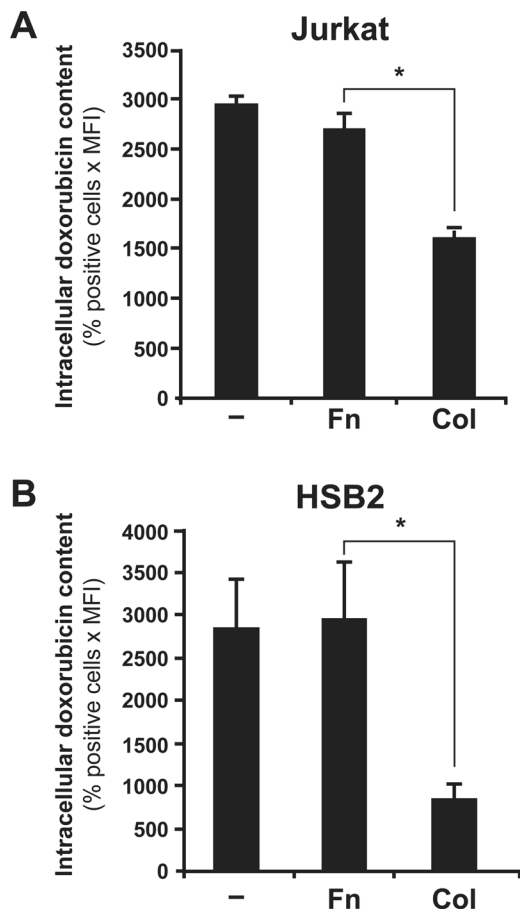 A
Jurkat
Intracellular doxorubicin content
(% positive cells x MFI)
3500
3000
2500
2000
1500
1000
500
0
*
– Fn Col
B
HSB2
Intracellular doxorubicin content
(% positive cells x MFI)
4000
3500
3000
2500
2000
1500
1000
500
0
*
– Fn Col